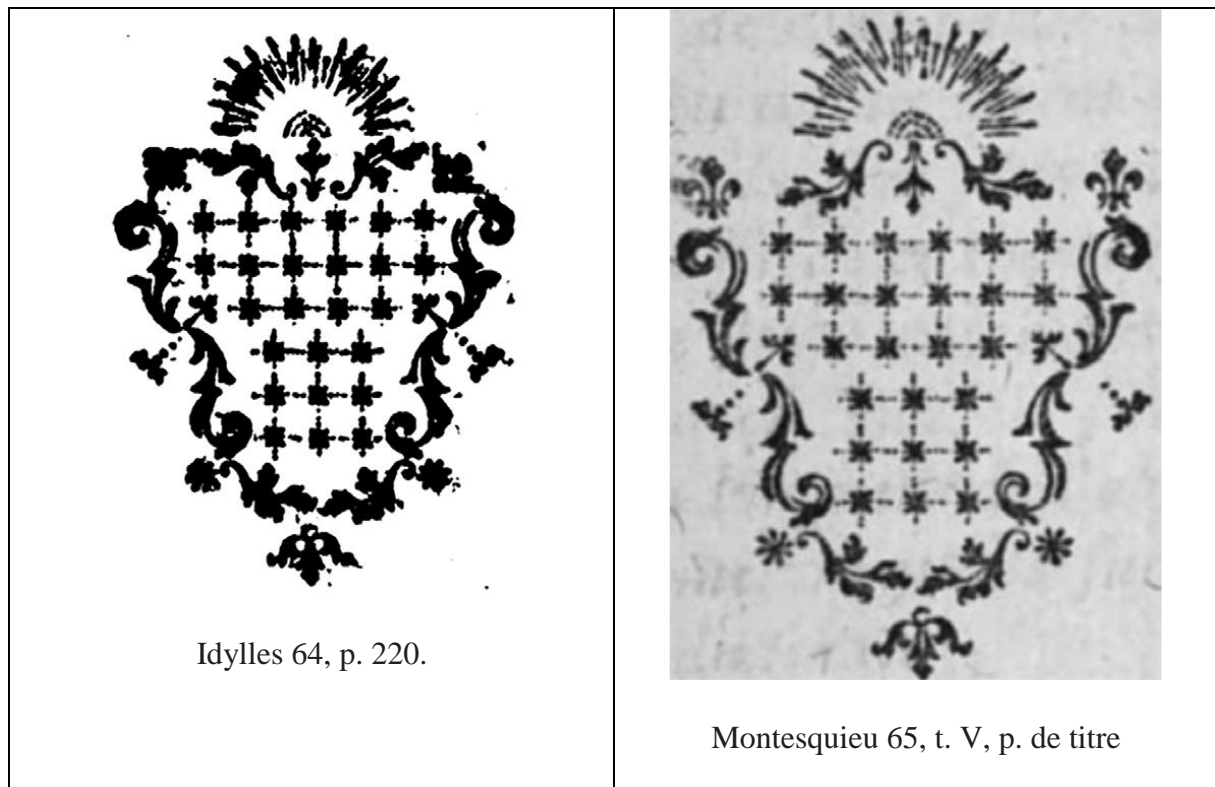 Idylles 64, p. 220.
Montesquieu 65, t. V, p. de titre